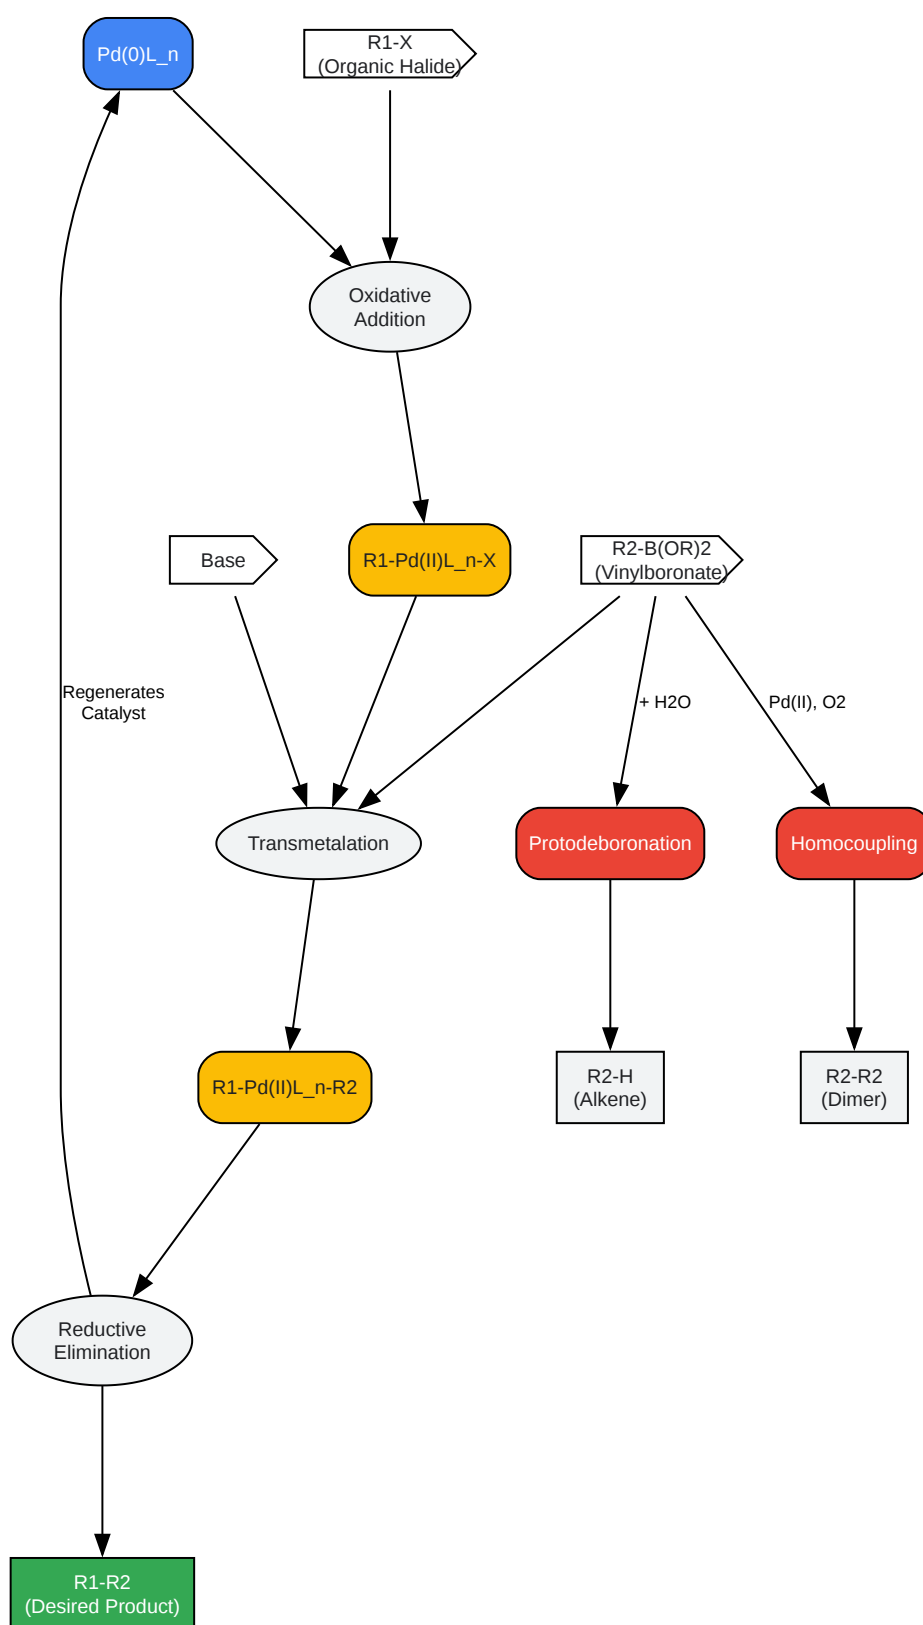 Pd(0)L_n
R1-X
(Organic Halide)
Oxidative
Addition
Base
R1-Pd(II)L_n-X
R2-B(OR)2
(Vinylboronate)
Regenerates
Catalyst
+ H2O
Pd(II), O2
Transmetalation
Protodeboronation
Homocoupling
R1-Pd(II)L_n-R2
R2-H
(Alkene)
R2-R2
(Dimer)
Reductive
Elimination
R1-R2
(Desired Product)